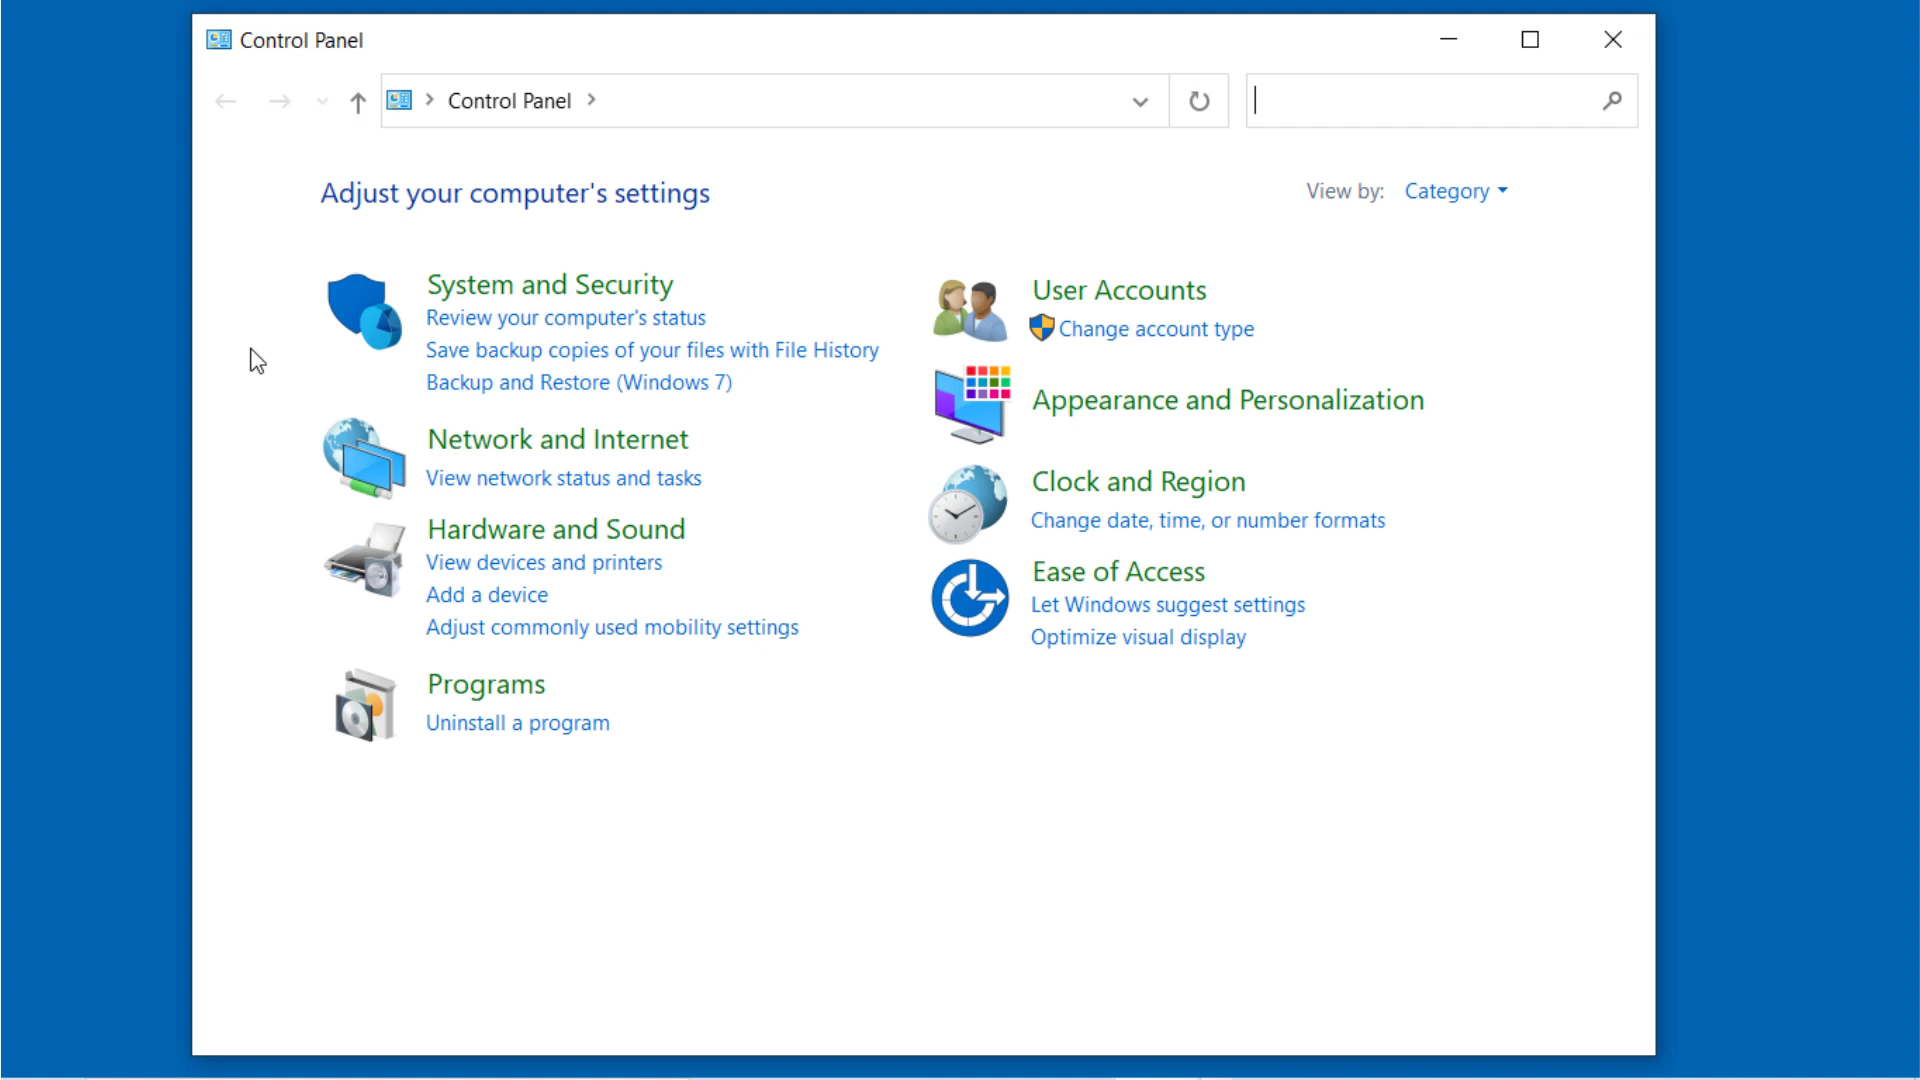 Control Panel
Control Panel
Adjust your computer's settings
View by: Category
System and Security
Review your computer's status
Save backup copies of your files with File History
Backup and Restore (Windows 7)
Network and Internet
View network status and tasks
Hardware and Sound
View devices and printers
Add a device
Adjust commonly used mobility settings
Programs
Uninstall a program
User Accounts
Change account type
Appearance and Personalization
Clock and Region
Change date, time, or number formats
Ease of Access
Let Windows suggest settings
Optimize visual display